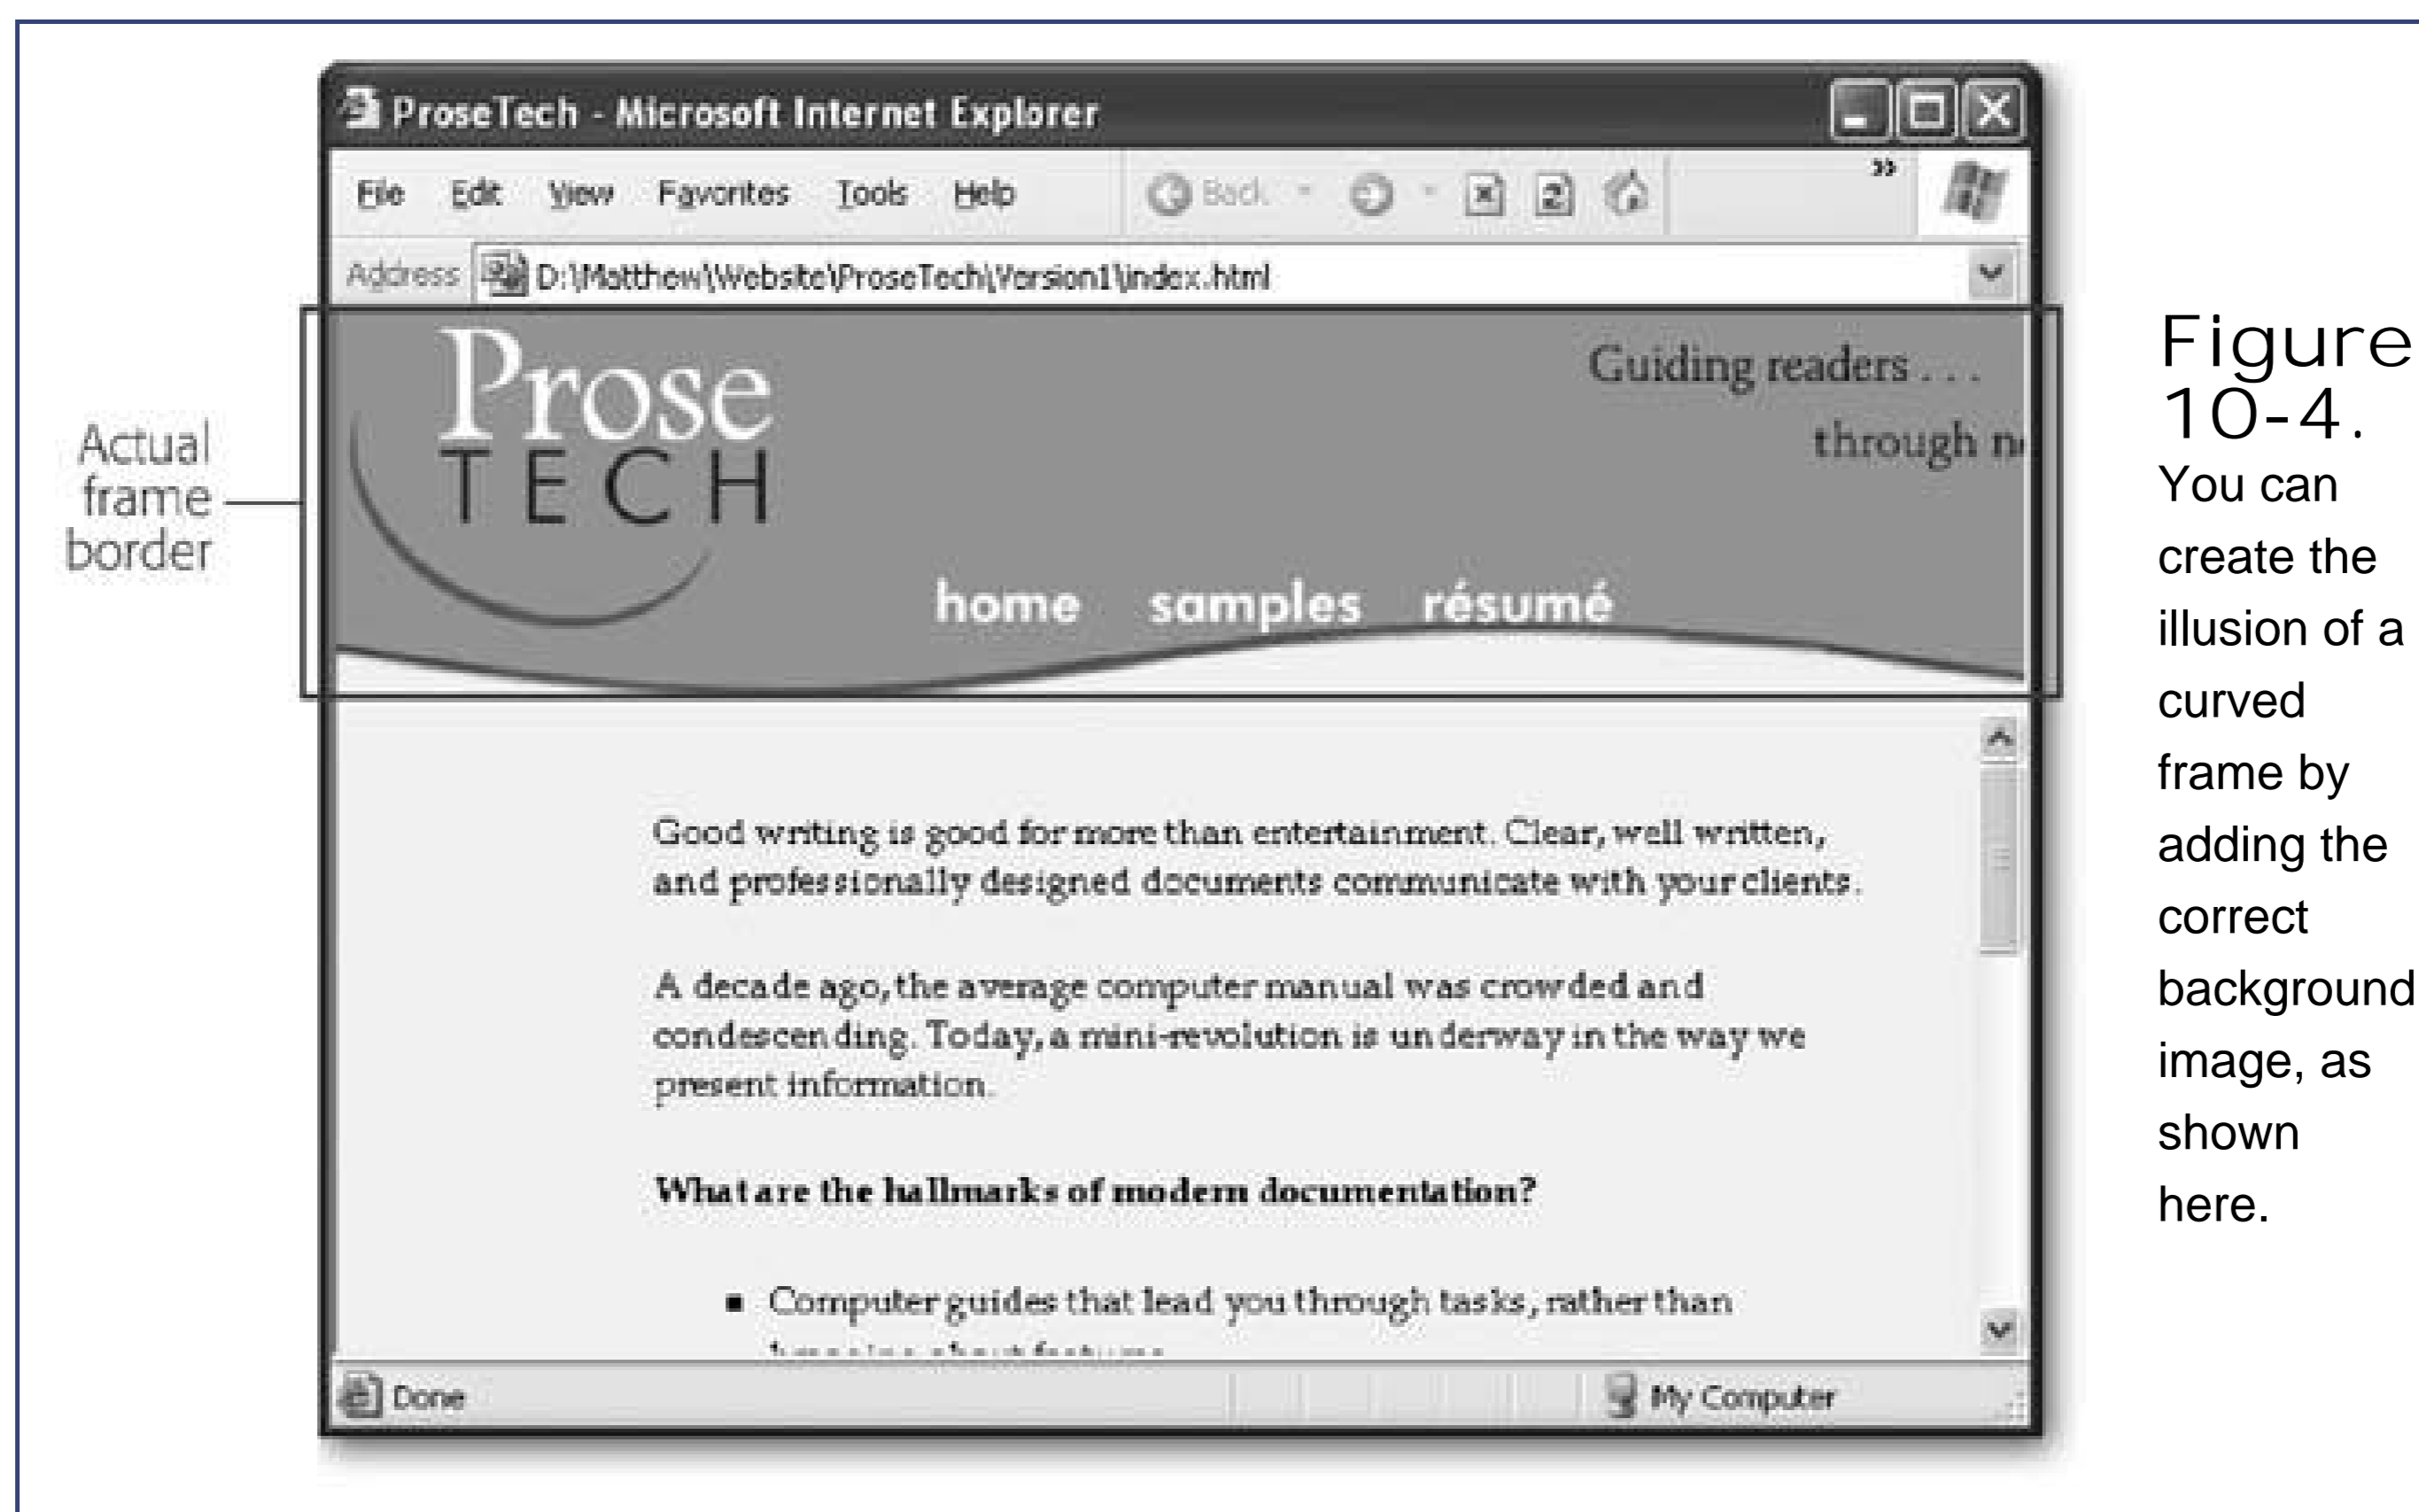 ProseTech - Microsoft Internet Explorer
File Edit View Favorites Tools Help Back »
Address D:\Matthew\Website\ProseTech\Version1\index.html
Prose
TECH
Guiding readers . . .
through
home samples résumé
Actual
frame
border
Good writing is good for more than entertainment. Clear, well written,
and professionally designed documents communicate with your clients.
A decade ago, the average computer manual was crowded and
condescending. Today, a mini-revolution is underway in the way we
present information.
What are the hallmarks of modern documentation?
▪ Computer guides that lead you through tasks, rather than
Done My Computer
Figure
10-4.
You can
create the
illusion of a
curved
frame by
adding the
correct
background
image, as
shown
here.